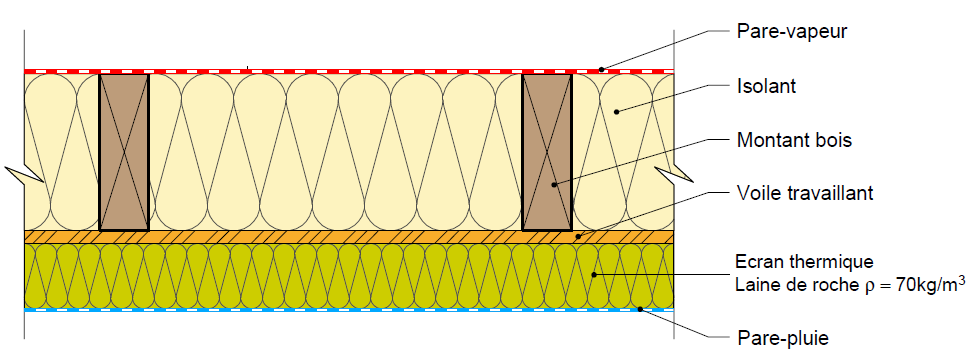 Pare-vapeur
Isolant
Montant bois
Voile travaillant
Ecran thermique
Laine de roche ρ = 70kg/m³
Pare-pluie